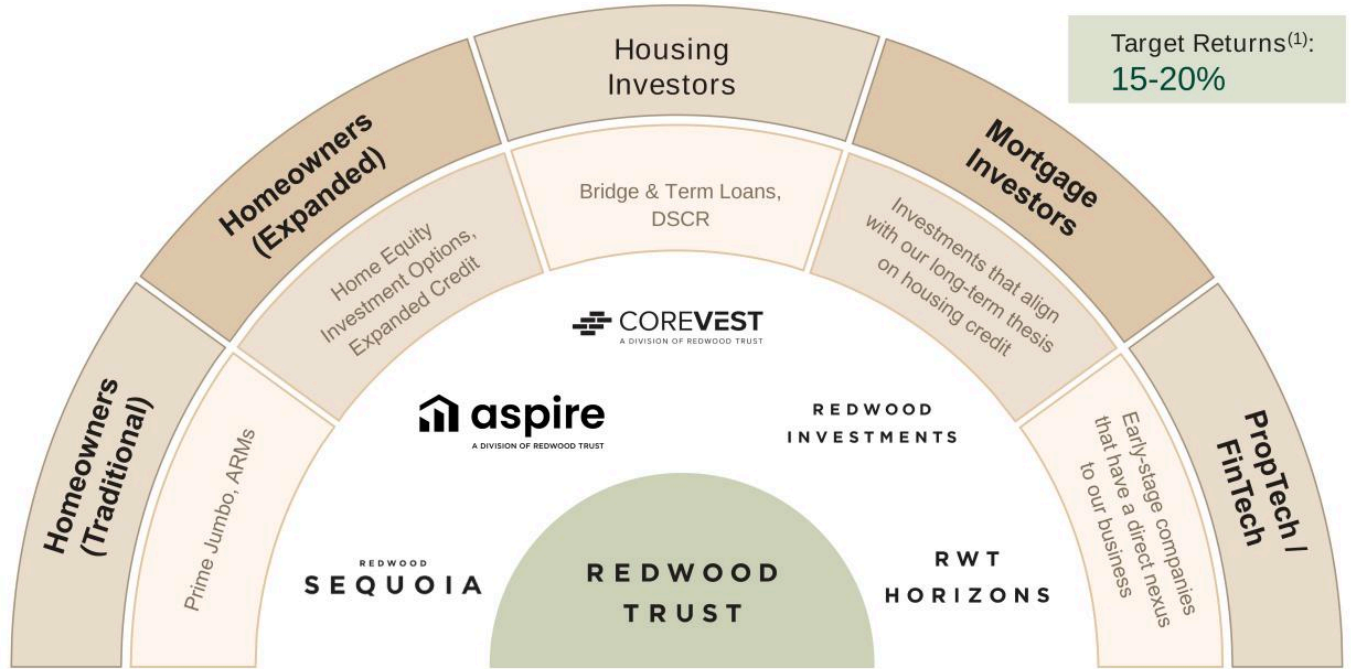 Target Returns(1):
15-20%
Homeowners
(Traditional)
Prime Jumbo, ARMs
REDWOOD
SEQUOIA
Homeowners
(Expanded)
Home Equity
Investment Options,
Expanded Credit
aspire
A DIVISION OF REDWOOD TRUST
Housing
Investors
Bridge & Term Loans,
DSCR
COREVEST
A DIVISION OF REDWOOD TRUST
Mortgage
Investors
Investments that align
with our long-term thesis
on housing credit
REDWOOD
INVESTMENTS
PropTech /
FinTech
Early-stage companies
that have a direct nexus
to our business
RWT
HORIZONS
REDWOOD
TRUST